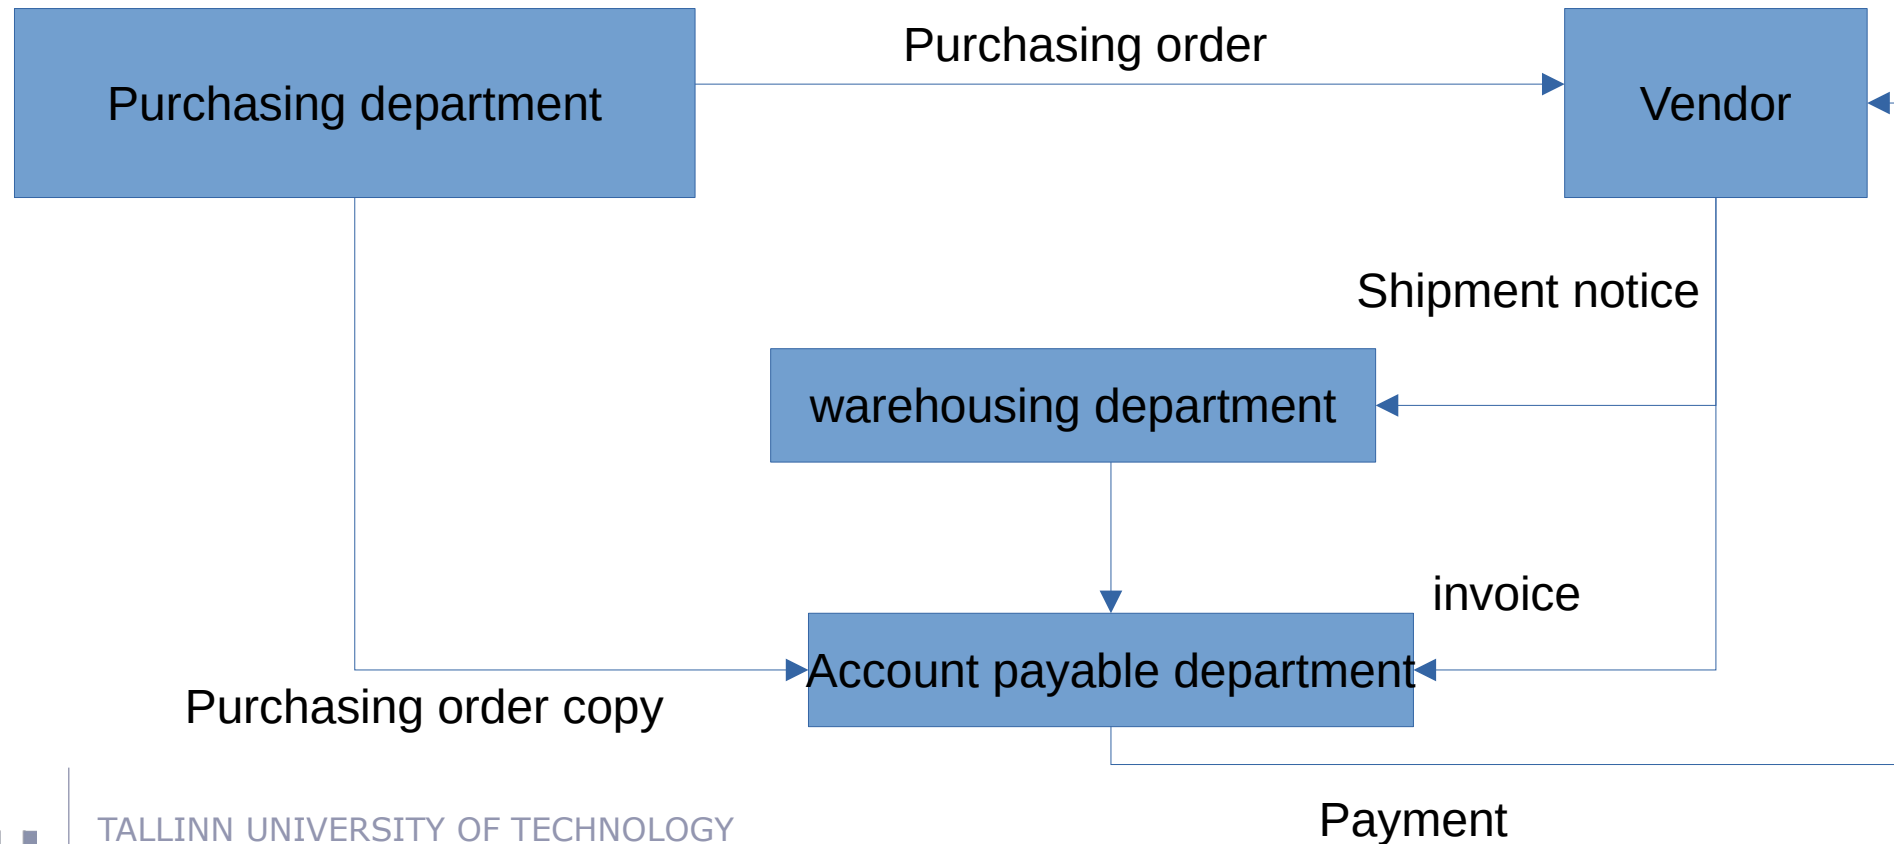 Purchasing order
Purchasing department
Vendor
Shipment notice
warehousing department
invoice
Account payable department
Purchasing order copy
Payment
TALLINN UNIVERSITY OF TECHNOLOGY